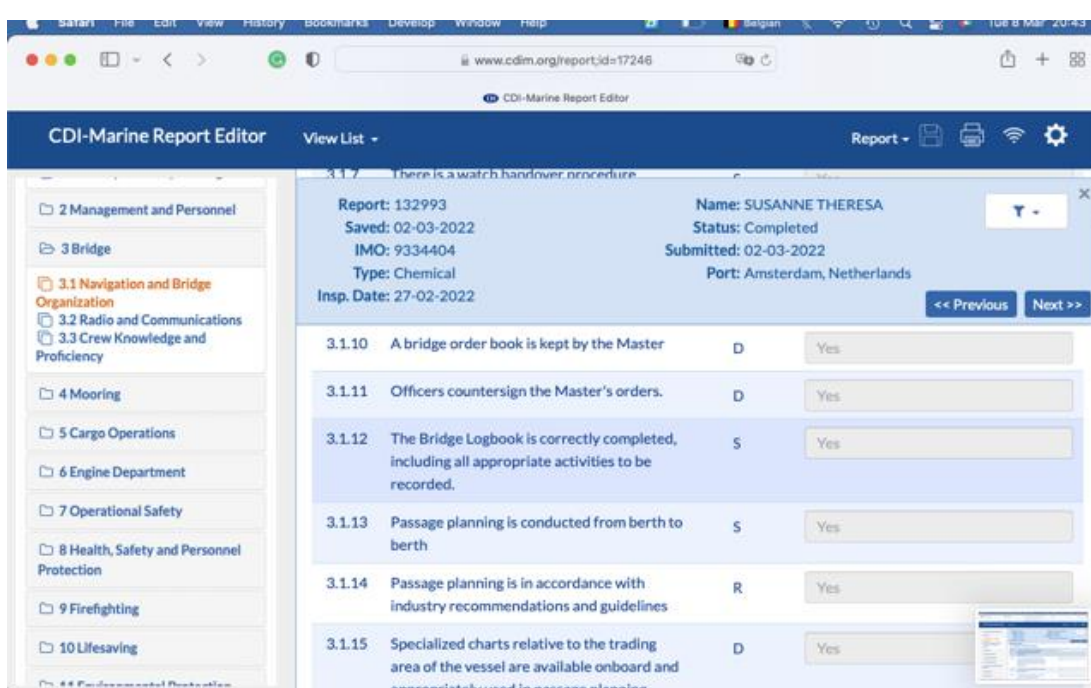 Safari File Edit View History Bookmarks Develop Window Help Belgian Tue 8 Mar 20:43
www.cdim.org/report;id=17246
CDI-Marine Report Editor
CDI-Marine Report Editor View List Report
2 Management and Personnel
3 Bridge
3.1 Navigation and Bridge
Organization
3.2 Radio and Communications
3.3 Crew Knowledge and
Proficiency
4 Mooring
5 Cargo Operations
6 Engine Department
7 Operational Safety
8 Health, Safety and Personnel
Protection
9 Firefighting
10 Lifesaving
11 Environmental Protection
3.1.7 There is a watch handover procedure S Yes
Report: 132993 Name: SUSANNE THERESA
Saved: 02-03-2022 Status: Completed
IMO: 9334404 Submitted: 02-03-2022
Type: Chemical Port: Amsterdam, Netherlands
Insp. Date: 27-02-2022
<< Previous Next >>
3.1.10 A bridge order book is kept by the Master D Yes
3.1.11 Officers countersign the Master's orders. D Yes
3.1.12 The Bridge Logbook is correctly completed, S Yes
including all appropriate activities to be
recorded.
3.1.13 Passage planning is conducted from berth to S Yes
berth
3.1.14 Passage planning is in accordance with R Yes
industry recommendations and guidelines
3.1.15 Specialized charts relative to the trading D Yes
area of the vessel are available onboard and
appropriately used in passage planning